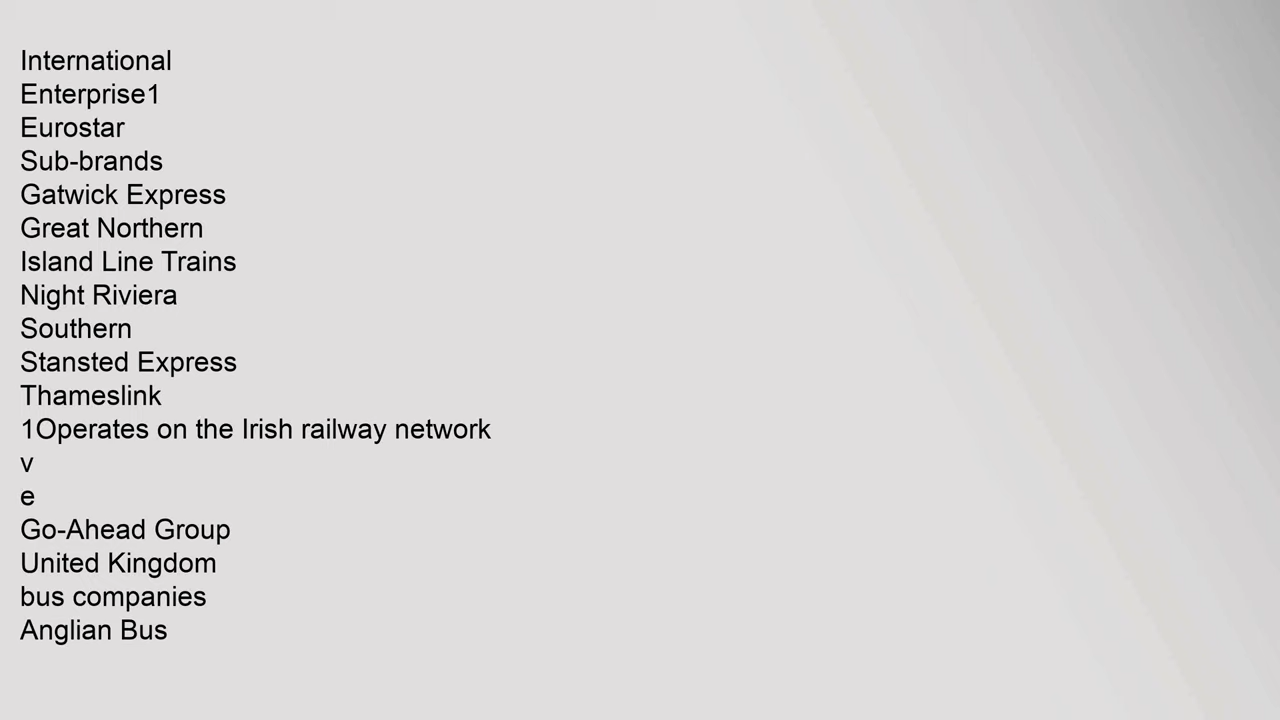 International
Enterprise1
Eurostar
Sub-brands
Gatwick Express
Great Northern
Island Line Trains
Night Riviera
Southern
Stansted Express
Thameslink
1Operates on the Irish railway network
v
e
Go-Ahead Group
United Kingdom
bus companies
Anglian Bus